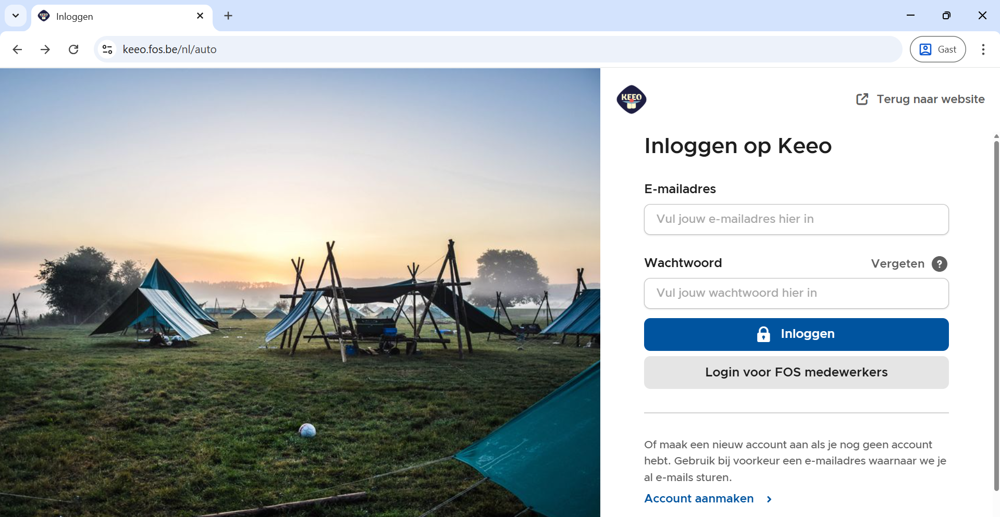 Inloggen
keeo.fos.be/nl/auto
Gast
KEEO
Terug naar website
Inloggen op Keeo
E-mailadres
Vul jouw e-mailadres hier in
Wachtwoord
Vergeten ?
Vul jouw wachtwoord hier in
Inloggen
Login voor FOS medewerkers
Of maak een nieuw account aan als je nog geen account
hebt. Gebruik bij voorkeur een e-mailadres waarnaar we je
al e-mails sturen.
Account aanmaken